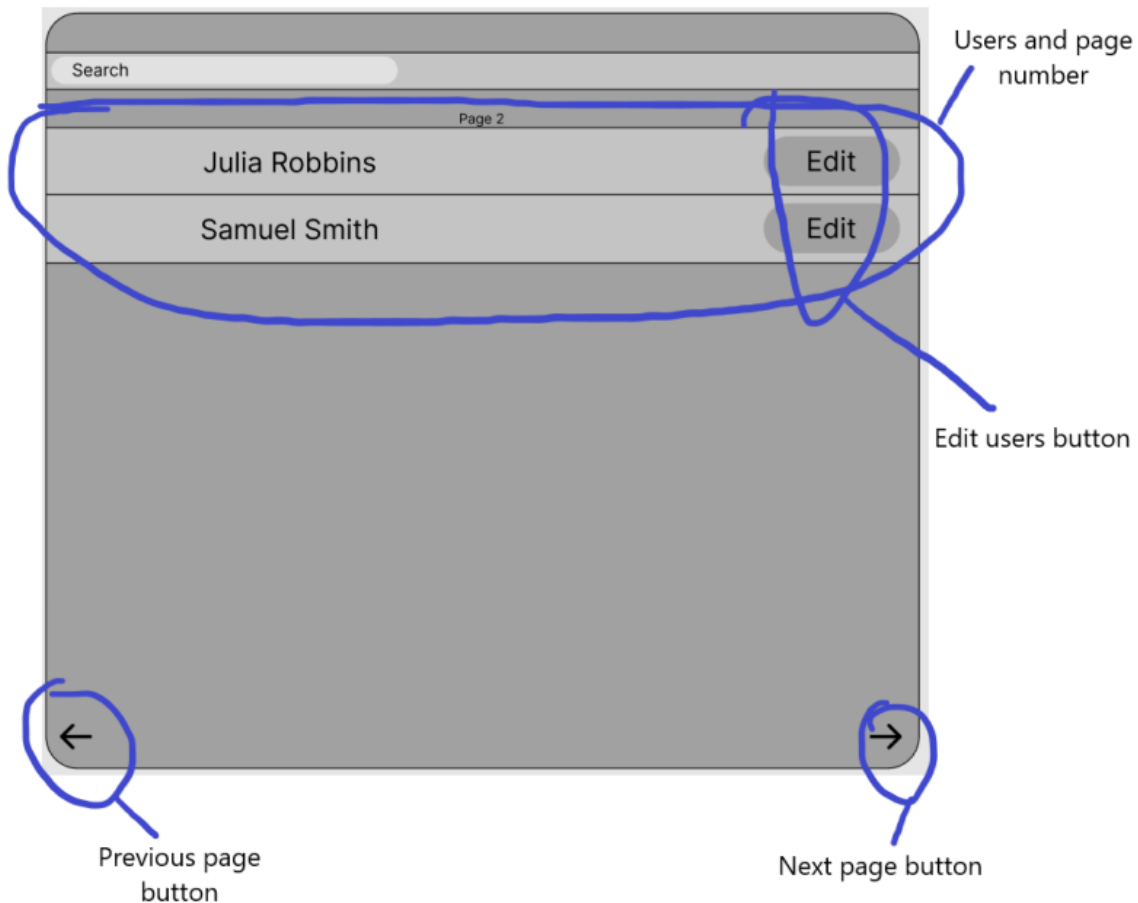 Users and page
number
Search
Page 2
Julia Robbins
Edit
Samuel Smith
Edit
Edit users button
Previous page
button
Next page button